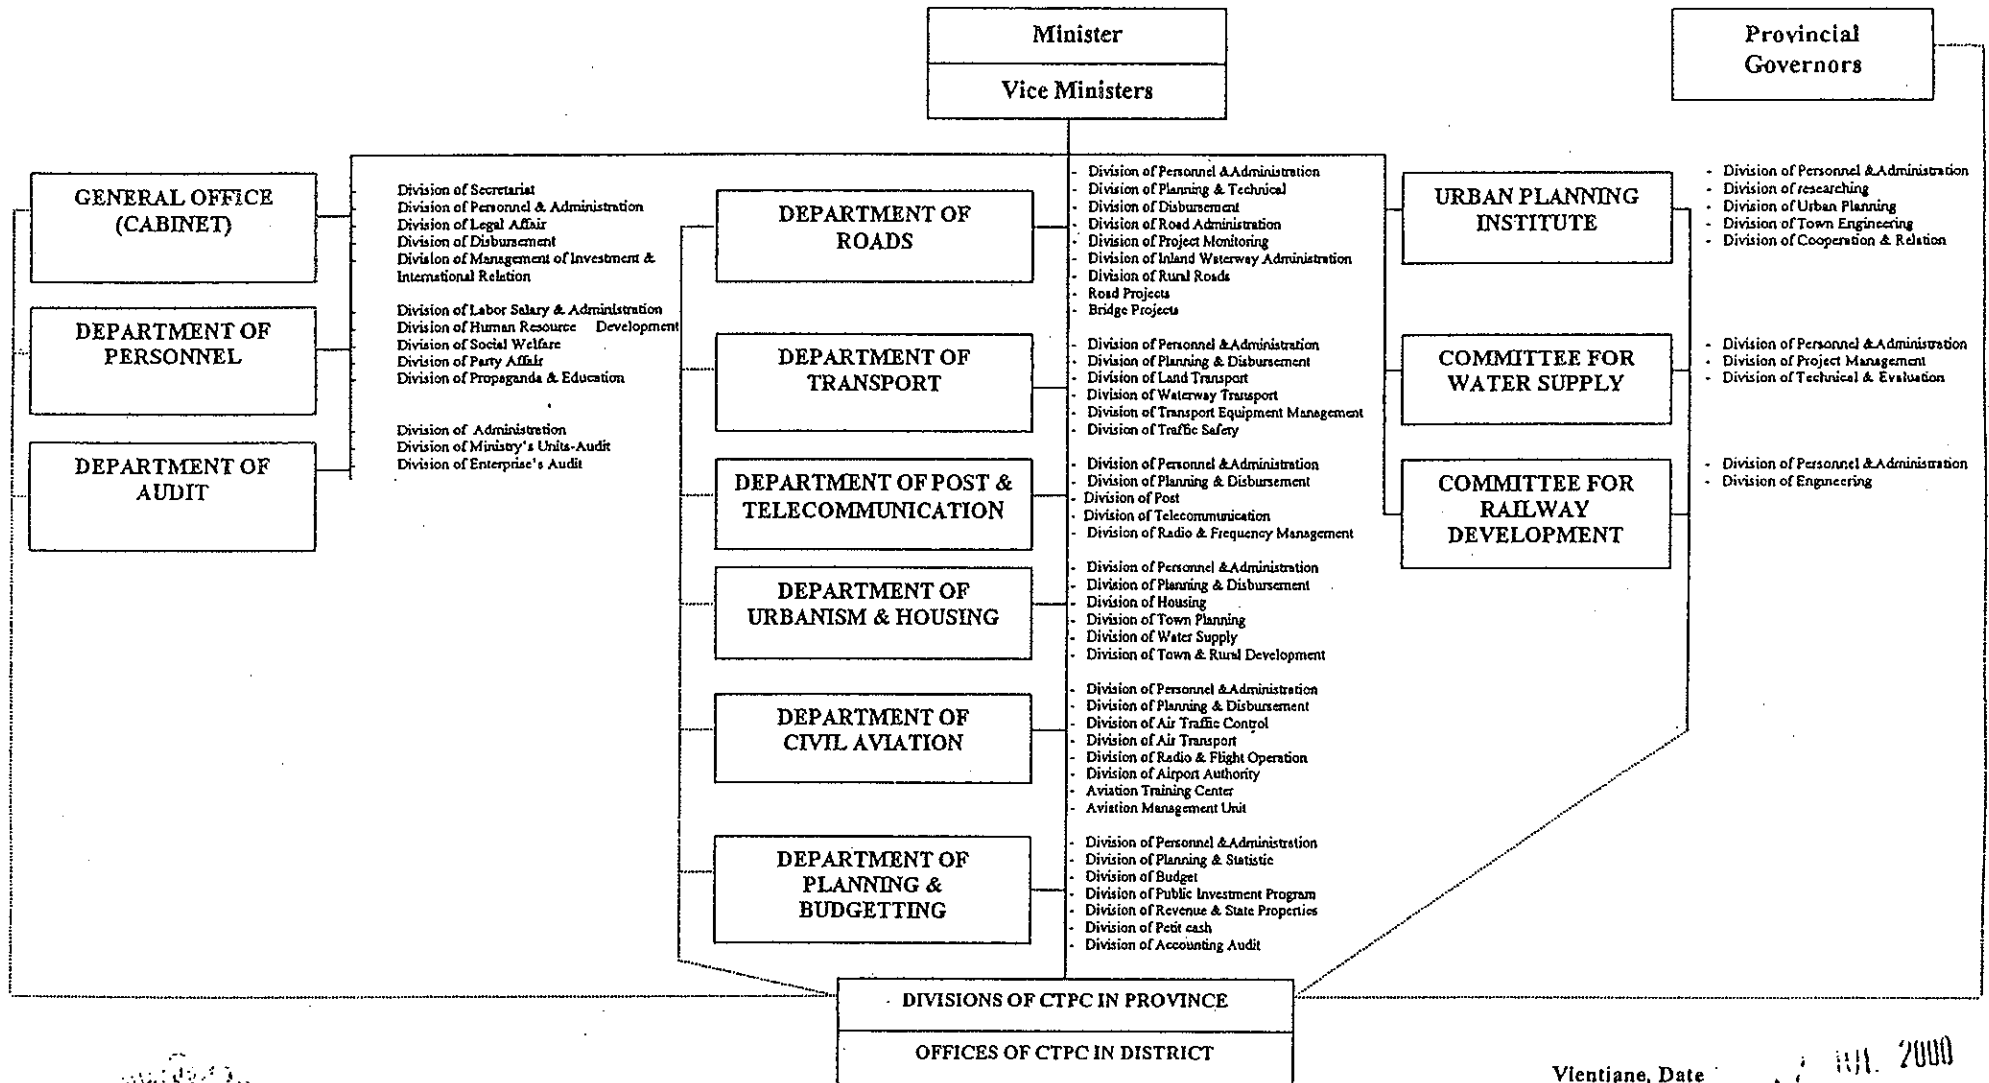 Minister
Vice Ministers
Provincial
Governors
GENERAL OFFICE
(CABINET)
Division of Secretariat
Division of Personnel & Administration
Division of Legal Affair
Division of Disbursement
Division of Management of Investment &
International Relation
DEPARTMENT OF
PERSONNEL
Division of Labor Salary & Administration
Division of Human Resource Development
Division of Social Welfare
Division of Party Affair
Division of Propaganda & Education
DEPARTMENT OF
AUDIT
Division of Administration
Division of Ministry's Units-Audit
Division of Enterprise's Audit
DEPARTMENT OF
ROADS
- Division of Personnel &Administration
- Division of Planning & Technical
- Division of Disbursement
- Division of Road Administration
- Division of Project Monitoring
- Division of Inland Waterway Administration
- Division of Rural Roads
- Road Projects
- Bridge Projects
DEPARTMENT OF
TRANSPORT
- Division of Personnel &Administration
- Division of Planning & Disbursement
- Division of Land Transport
- Division of Waterway Transport
- Division of Transport Equipment Management
- Division of Traffic Safety
DEPARTMENT OF POST &
TELECOMMUNICATION
- Division of Personnel &Administration
- Division of Planning & Disbursement
- Division of Post
- Division of Telecommunication
- Division of Radio & Frequency Management
DEPARTMENT OF
URBANISM & HOUSING
- Division of Personnel &Administration
- Division of Planning & Disbursement
- Division of Housing
- Division of Town Planning
- Division of Water Supply
- Division of Town & Rural Development
DEPARTMENT OF
CIVIL AVIATION
- Division of Personnel &Administration
- Division of Planning & Disbursement
- Division of Air Traffic Control
- Division of Air Transport
- Division of Radio & Flight Operation
- Division of Airport Authority
- Aviation Training Center
- Aviation Management Unit
DEPARTMENT OF
PLANNING &
BUDGETTING
- Division of Personnel &Administration
- Division of Planning & Statistic
- Division of Budget
- Division of Public Investment Program
- Division of Revenue & State Properties
- Division of Petit cash
- Division of Accounting Audit
URBAN PLANNING
INSTITUTE
- Division of Personnel &Administration
- Division of researching
- Division of Urban Planning
- Division of Town Engineering
- Division of Cooperation & Relation
COMMITTEE FOR
WATER SUPPLY
- Division of Personnel &Administration
- Division of Project Management
- Division of Technical & Evaluation
COMMITTEE FOR
RAILWAY
DEVELOPMENT
- Division of Personnel &Administration
- Division of Engineering
DIVISIONS OF CTPC IN PROVINCE
OFFICES OF CTPC IN DISTRICT
Vientiane, Date 2000